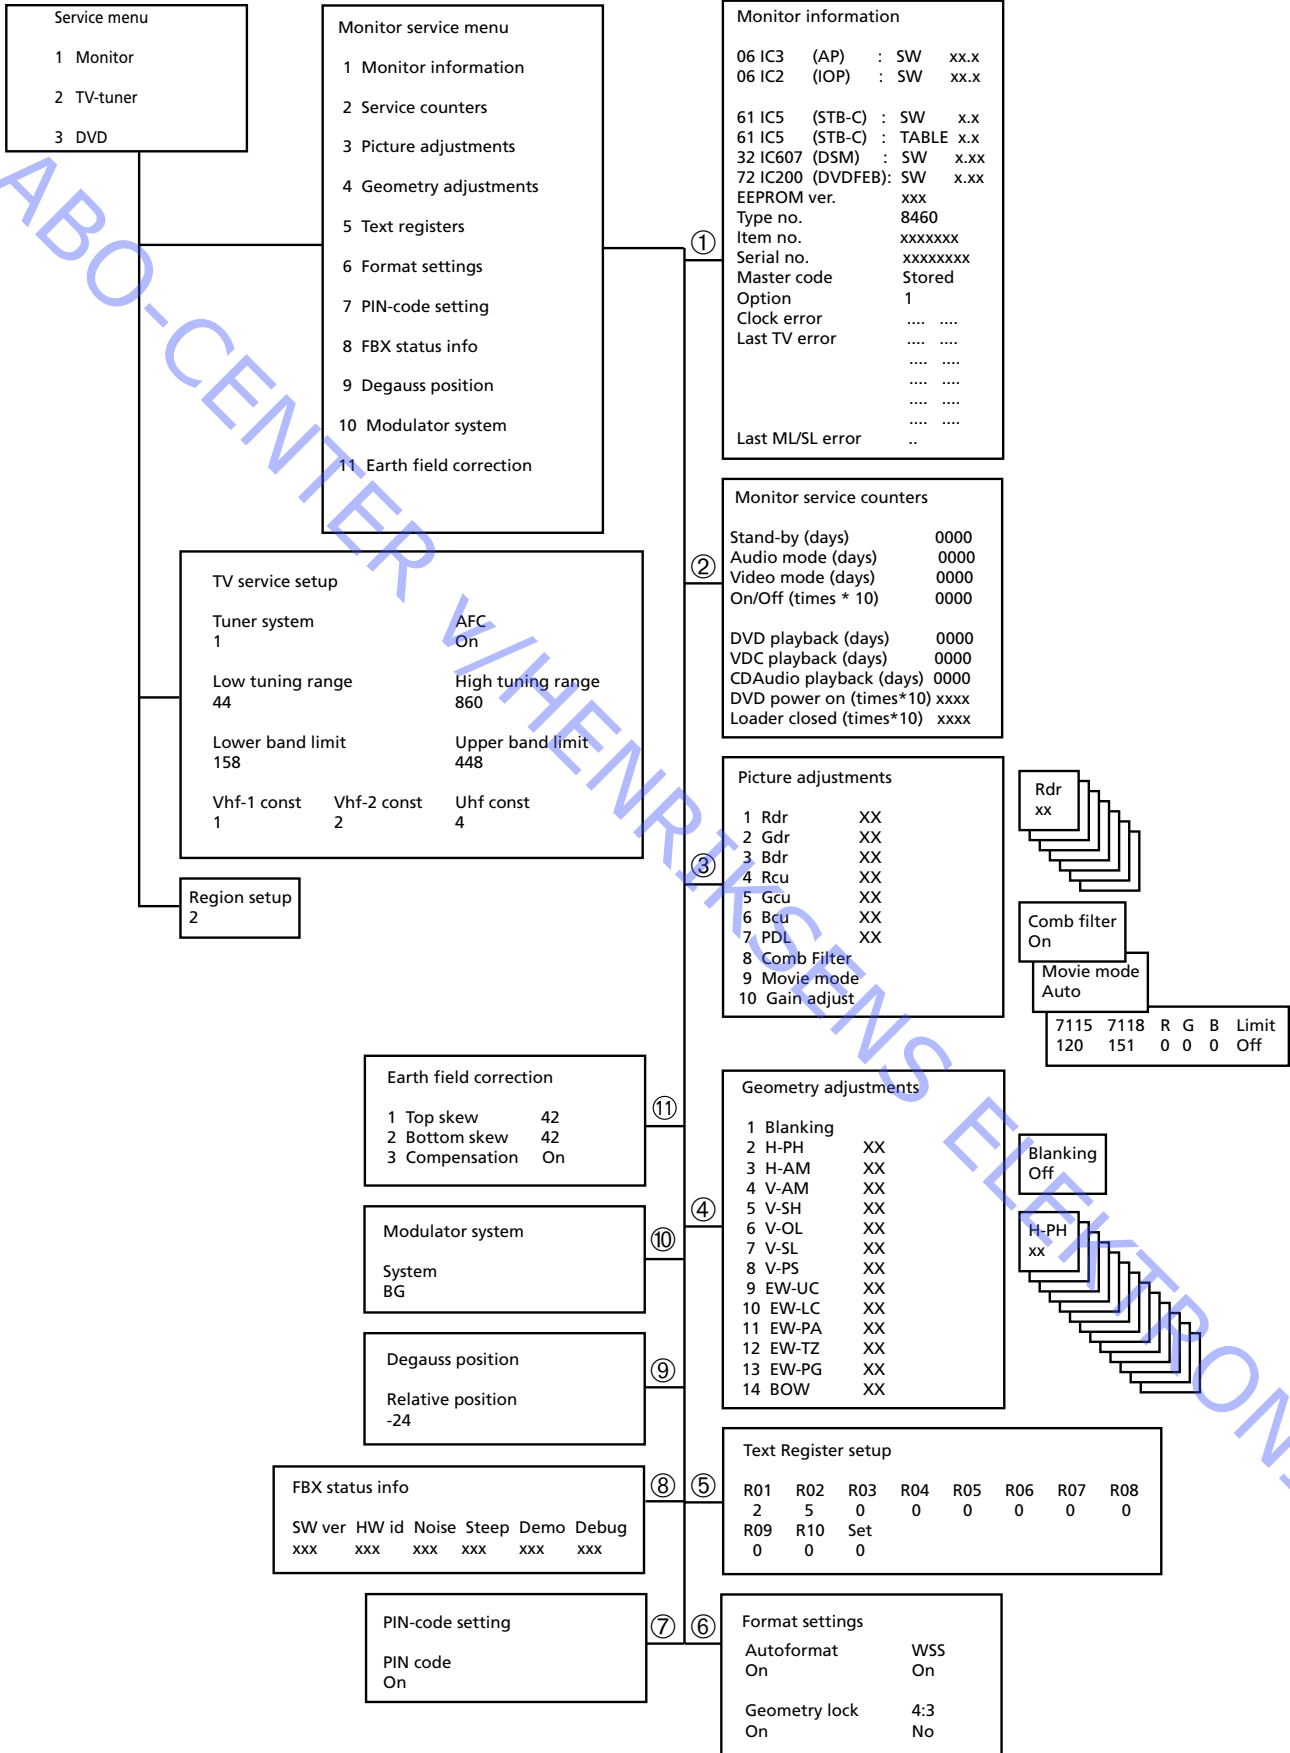 Service menu
1 Monitor
2 TV-tuner
3 DVD
Monitor service menu
1 Monitor information
2 Service counters
3 Picture adjustments
4 Geometry adjustments
5 Text registers
6 Format settings
7 PIN-code setting
8 FBX status info
9 Degauss position
10 Modulator system
11 Earth field correction
TV service setup
Tuner system AFC
1 On
Low tuning range High tuning range
44 860
Lower band limit Upper band limit
158 448
Vhf-1 const Vhf-2 const Uhf const
1 2 4
Region setup
2
①
Monitor information
06 IC3 (AP) : SW xx.x
06 IC2 (IOP) : SW xx.x
61 IC5 (STB-C) : SW x.x
61 IC5 (STB-C) : TABLE x.x
32 IC607 (DSM) : SW x.xx
72 IC200 (DVDFEB): SW x.xx
EEPROM ver. xxx
Type no. 8460
Item no. xxxxxxx
Serial no. xxxxxxxx
Master code Stored
Option 1
Clock error .... ....
Last TV error .... ....
.... ....
.... ....
.... ....
.... ....
Last ML/SL error ..
②
Monitor service counters
Stand-by (days) 0000
Audio mode (days) 0000
Video mode (days) 0000
On/Off (times * 10) 0000
DVD playback (days) 0000
VDC playback (days) 0000
CDAudio playback (days) 0000
DVD power on (times*10) xxxx
Loader closed (times*10) xxxx
③
Picture adjustments
1 Rdr XX
2 Gdr XX
3 Bdr XX
4 Rcu XX
5 Gcu XX
6 Bcu XX
7 PDL XX
8 Comb Filter
9 Movie mode
10 Gain adjust
Rdr
xx
Comb filter
On
Movie mode
Auto
7115 7118 R G B Limit
120 151 0 0 0 Off
④
Geometry adjustments
1 Blanking
2 H-PH XX
3 H-AM XX
4 V-AM XX
5 V-SH XX
6 V-OL XX
7 V-SL XX
8 V-PS XX
9 EW-UC XX
10 EW-LC XX
11 EW-PA XX
12 EW-TZ XX
13 EW-PG XX
14 BOW XX
Blanking
Off
H-PH
xx
⑪
Earth field correction
1 Top skew 42
2 Bottom skew 42
3 Compensation On
⑩
Modulator system
System
BG
⑨
Degauss position
Relative position
-24
⑧
FBX status info
SW ver HW id Noise Steep Demo Debug
xxx xxx xxx xxx xxx xxx
⑤
Text Register setup
R01 R02 R03 R04 R05 R06 R07 R08
2 5 0 0 0 0 0 0
R09 R10 Set
0 0 0
⑦
PIN-code setting
PIN code
On
⑥
Format settings
Autoformat WSS
On On
Geometry lock 4:3
On No
ABO-CENTER v/HENRIKSENS ELEKTRON